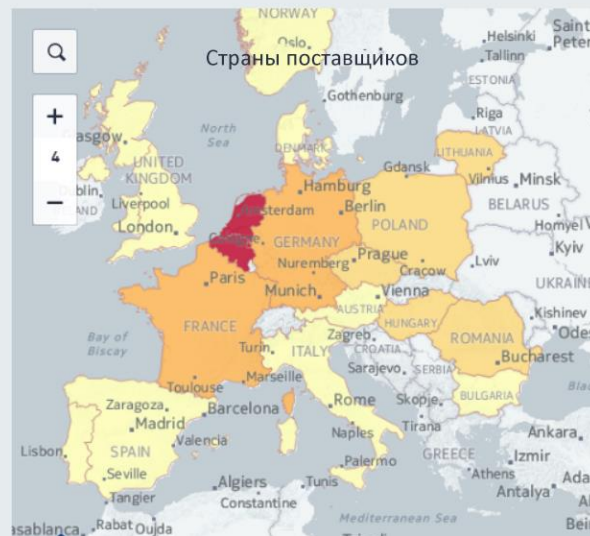 NORWAY
Oslo
Страны поставщиков
Helsinki
Tallinn
ESTONIA
Gothenburg
Riga
LATVIA
+
4
−
North
Sea
DENMARK
LITHUANIA
UNITED
KINGDOM
Gdansk
Vilnius
Minsk
Liverpool
Hamburg
BELARUS
Amsterdam
Berlin
London
POLAND
GERMANY
Kyiv
Prague
Nuremberg
Cracow
Lviv
Paris
Munich
Vienna
AUSTRIA
Kishinev
HUNGARY
FRANCE
Zagreb
ROMANIA
Bay of
Biscay
Turin
ITALY
CROATIA
Bucharest
Sarajevo
SERBIA
Toulouse
Marseille
BULGARIA
Zaragoza
Barcelona
Rome
Skopje
Madrid
Naples
Tirana
Valencia
Ankara
Lisbon
SPAIN
GREECE
Izmir
Seville
Palermo
Athens
Algiers
Tunis
Antalya
Tangier
Constantine
Rabat
Oujda
Mediterranean Sea